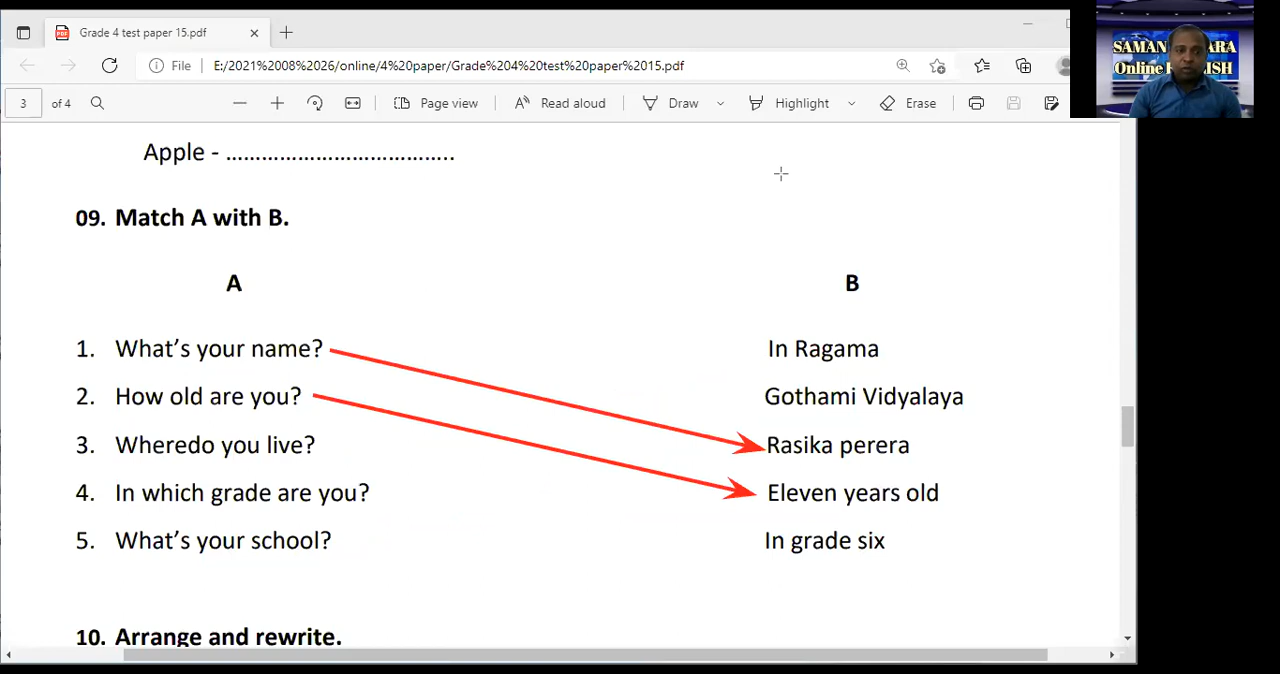 Grade 4 test paper 15.pdf
File E:/2021%2008%2026/online/4%20paper/Grade%204%20test%20paper%2015.pdf
3 of 4 Page view Read aloud Draw Highlight Erase
SAMAN ARA
Online ISH
Apple - ……………………………………
09. Match A with B.
A B
1. What's your name? In Ragama
2. How old are you? Gothami Vidyalaya
3. Wheredo you live? Rasika perera
4. In which grade are you? Eleven years old
5. What's your school? In grade six
10. Arrange and rewrite.